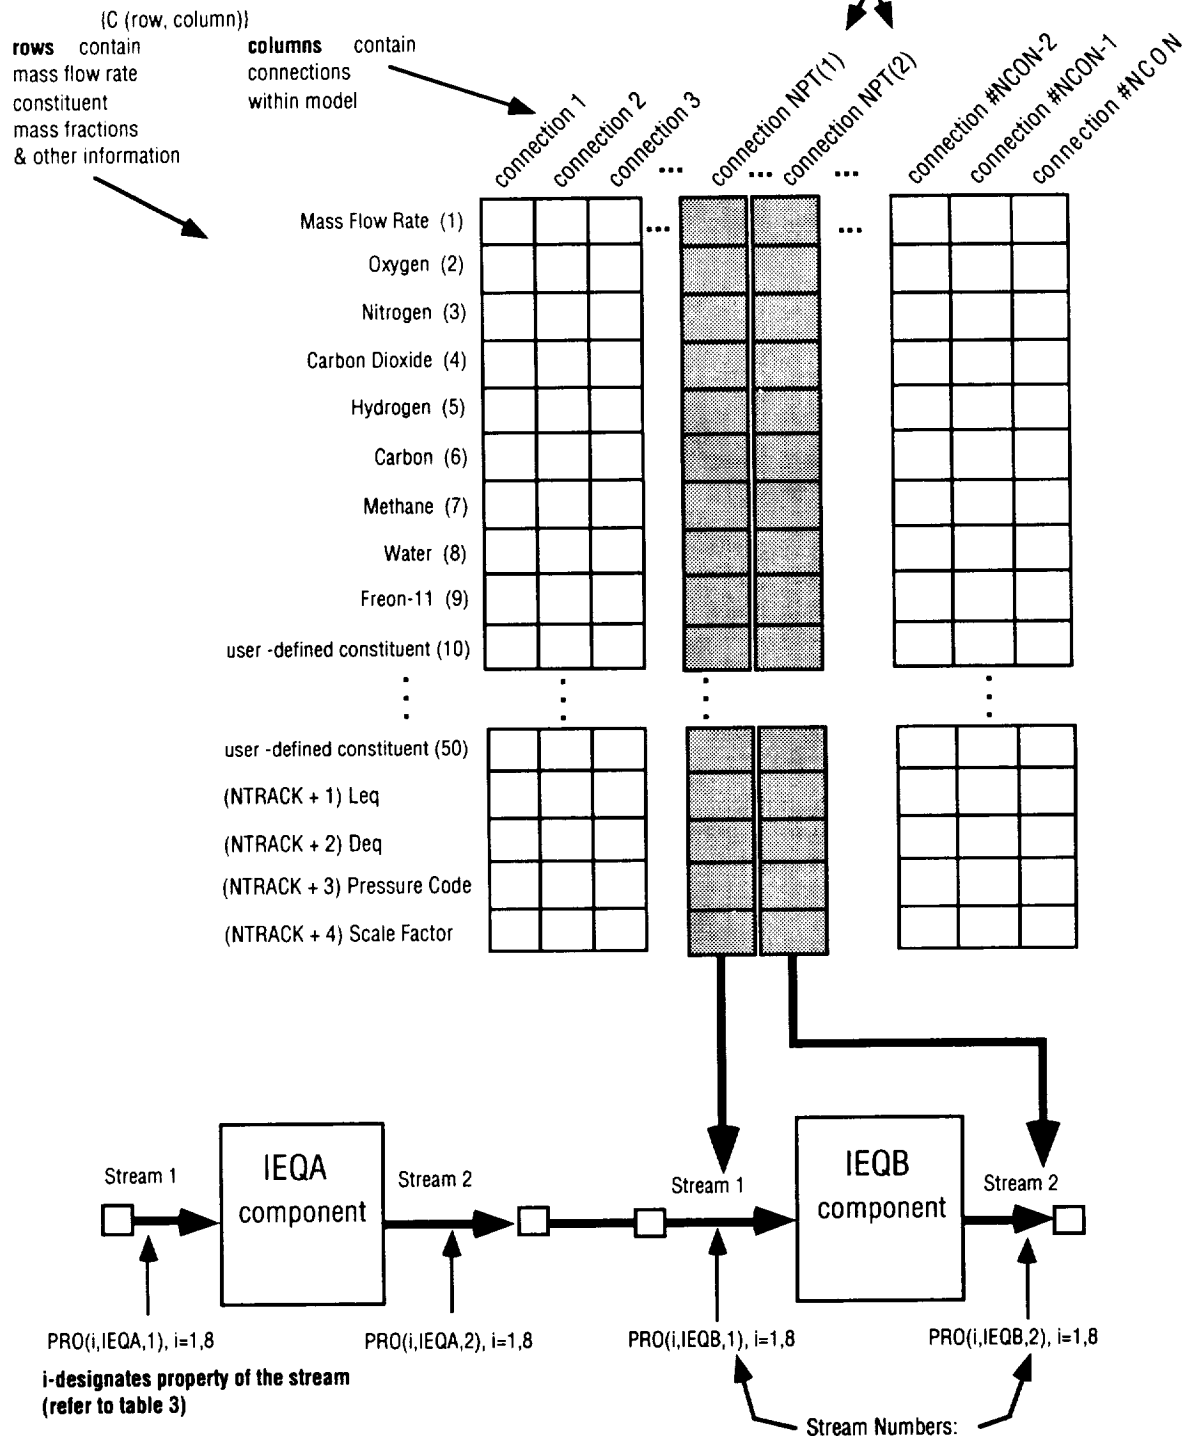 {C (row, column)}
rows contain
mass flow rate
constituent
mass fractions
& other information
columns contain
connections
within model
connection 1
connection 2
connection 3
...
connection NPT(1)
...
connection NPT(2)
...
connection #NCON-2
connection #NCON-1
connection #NCON
Mass Flow Rate (1)
...
...
Oxygen (2)
Nitrogen (3)
Carbon Dioxide (4)
Hydrogen (5)
Carbon (6)
Methane (7)
Water (8)
Freon-11 (9)
user -defined constituent (10)
user -defined constituent (50)
(NTRACK + 1) Leq
(NTRACK + 2) Deq
(NTRACK + 3) Pressure Code
(NTRACK + 4) Scale Factor
Stream 1
IEQA
component
Stream 2
Stream 1
IEQB
component
Stream 2
PRO(i,IEQA,1), i=1,8
PRO(i,IEQA,2), i=1,8
PRO(i,IEQB,1), i=1,8
PRO(i,IEQB,2), i=1,8
i-designates property of the stream
(refer to table 3)
Stream Numbers: